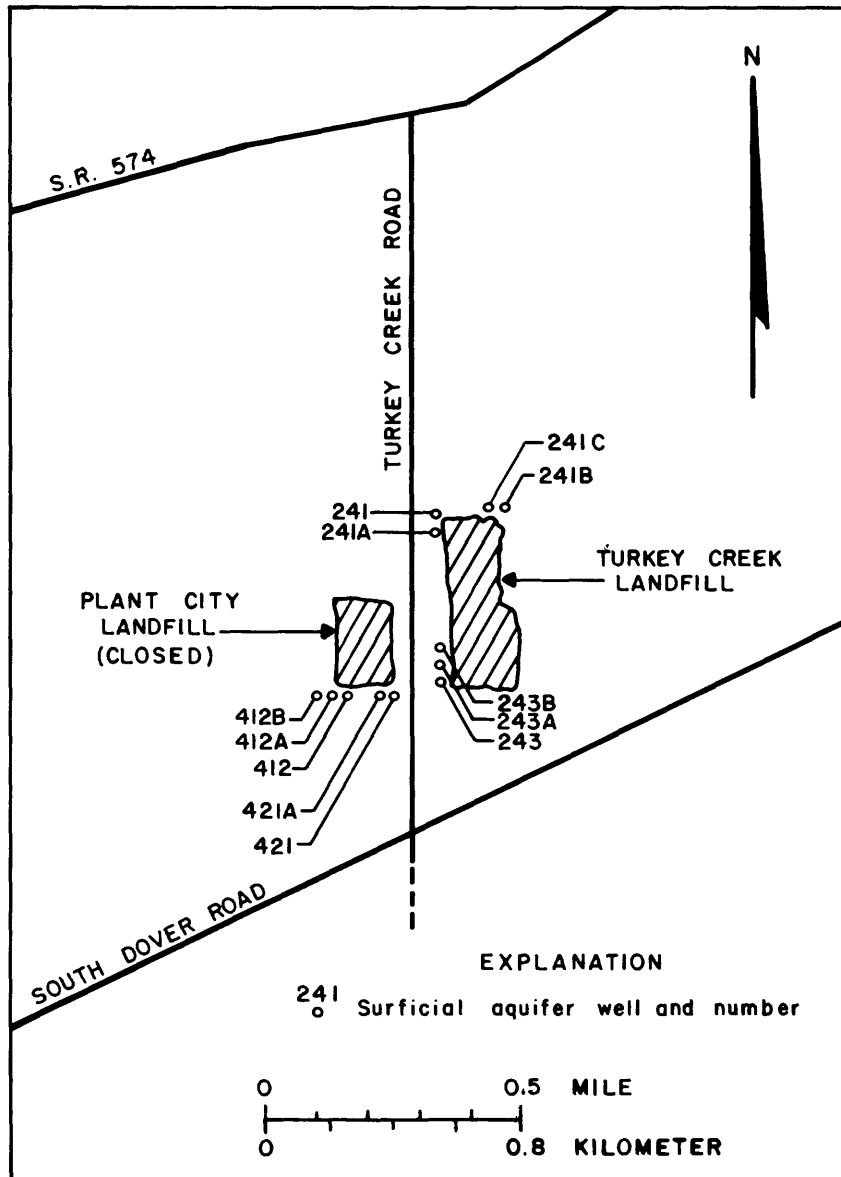 N
S.R. 574
TURKEY CREEK ROAD
241C
241B
241
241A
TURKEY CREEK
LANDFILL
PLANT CITY
LANDFILL
(CLOSED)
243B
243A
243
412B
412A
412
421A
421
SOUTH DOVER ROAD
EXPLANATION
241
Surficial aquifer well and number
0 0.5 MILE
0 0.8 KILOMETER